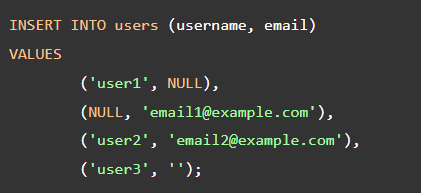 INSERT INTO users (username, email)
VALUES
('user1', NULL),
(NULL, 'email1@example.com'),
('user2', 'email2@example.com'),
('user3', '');